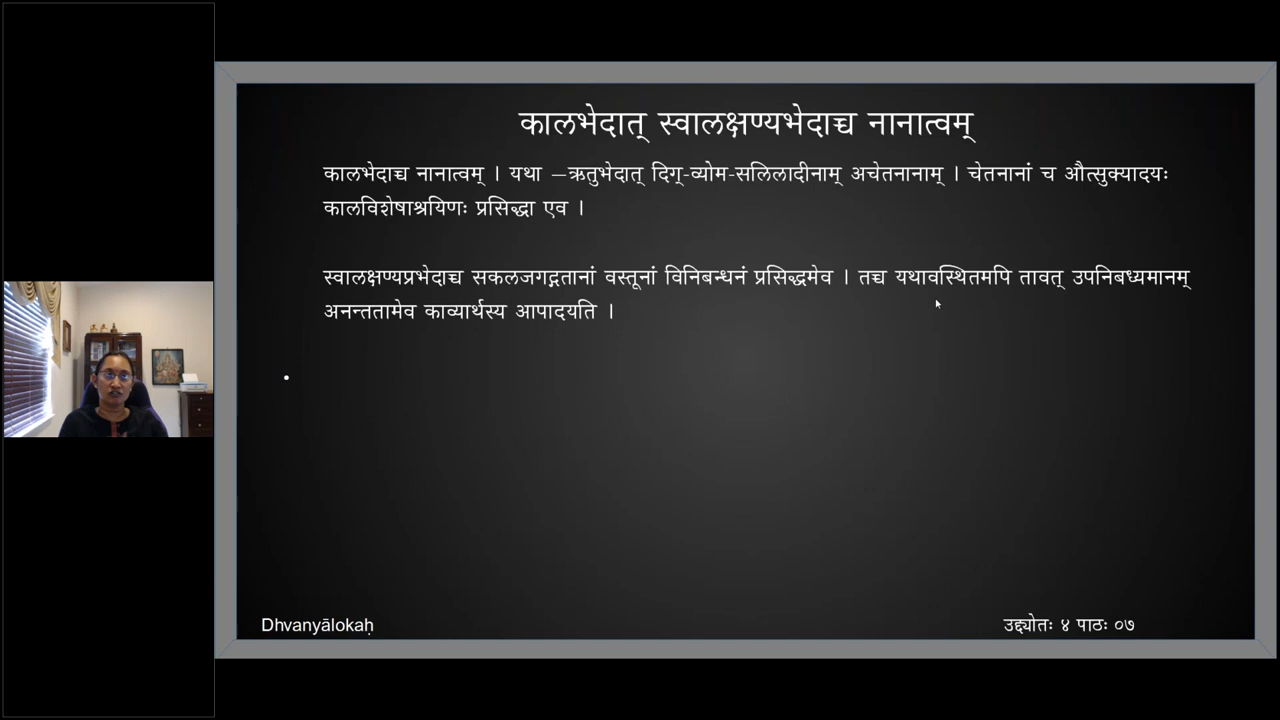 कालभेदात् स्वालक्षण्यभेदाच्च नानात्वम्
कालभेदाच्च नानात्वम् । यथा –ऋतुभेदात् दिग्-व्योम-सलिलादीनाम् अचेतनानाम् । चेतनानां च औत्सुक्यादयः
कालविशेषाश्रयिणः प्रसिद्धा एव ।
स्वालक्षण्यप्रभेदाच्च सकलजगद्गतानां वस्तूनां विनिबन्धनं प्रसिद्धमेव । तच्च यथावस्थितमपि तावत् उपनिबध्यमानम्
अनन्ततामेव काव्यार्थस्य आपादयति ।
Dhvanyālokaḥ
उद्द्योतः ४ पाठः ०७